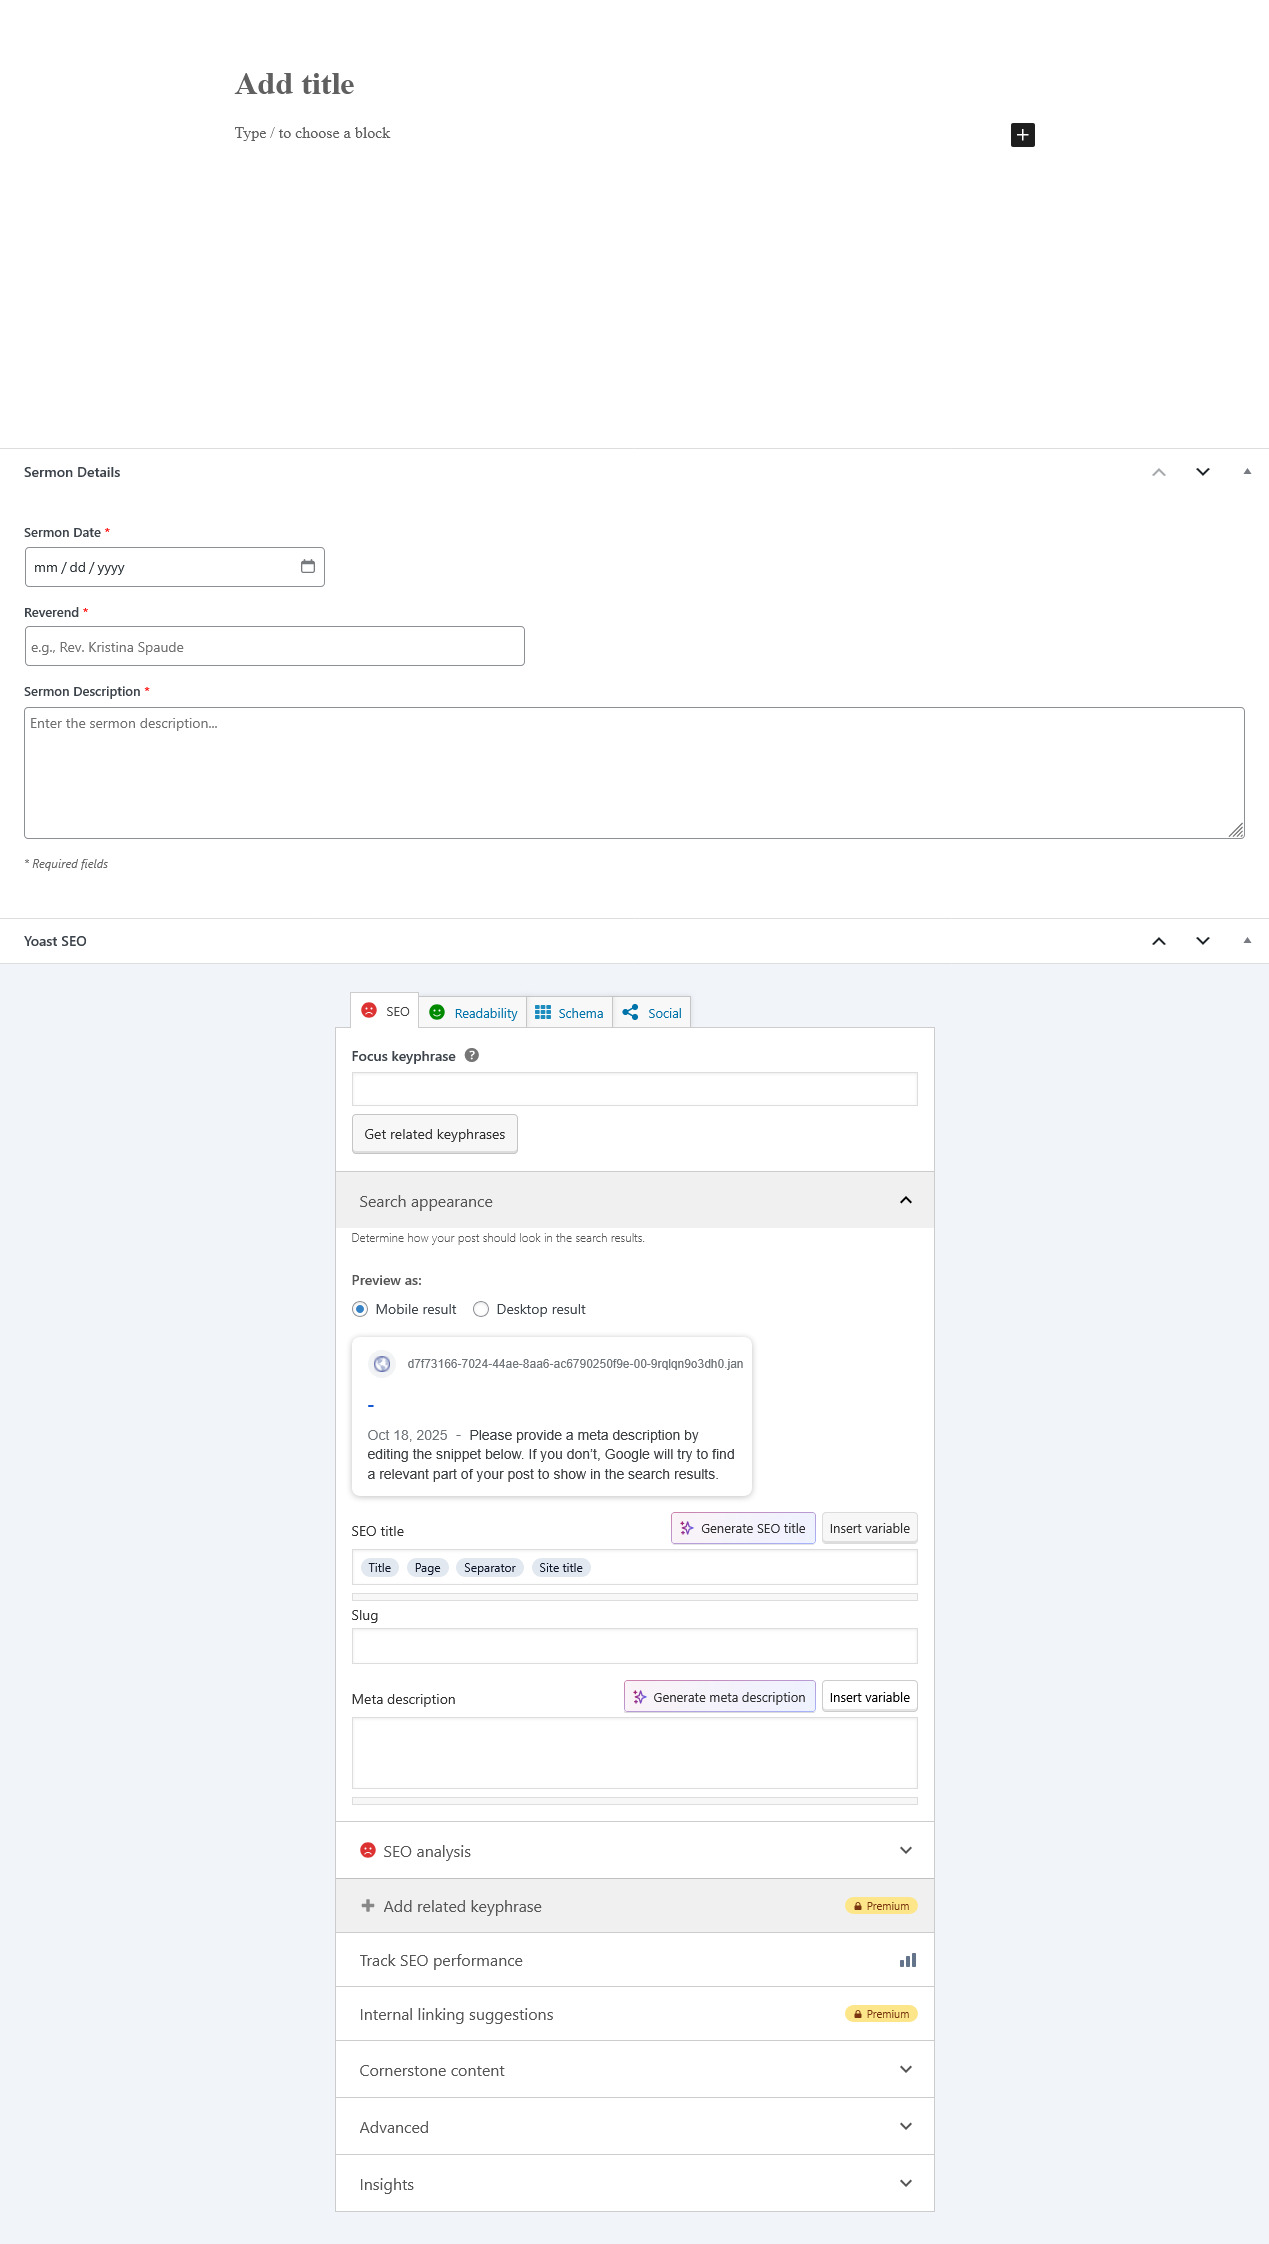 Add title
Type / to choose a block
Sermon Details
Sermon Date *
mm / dd / yyyy
Reverend *
e.g., Rev. Kristina Spaude
Sermon Description *
Enter the sermon description...
* Required fields
Yoast SEO
SEO
Readability
Schema
Social
Focus keyphrase
Get related keyphrases
Search appearance
Determine how your post should look in the search results.
Preview as:
Mobile result
Desktop result
d7f73166-7024-44ae-8aa6-ac6790250f9e-00-9rqlqn9o3dh0.jan
-
Oct 18, 2025 - Please provide a meta description by
editing the snippet below. If you don't, Google will try to find
a relevant part of your post to show in the search results.
SEO title
Generate SEO title
Insert variable
Title Page Separator Site title
Slug
Meta description
Generate meta description
Insert variable
SEO analysis
Add related keyphrase
Premium
Track SEO performance
Internal linking suggestions
Premium
Cornerstone content
Advanced
Insights